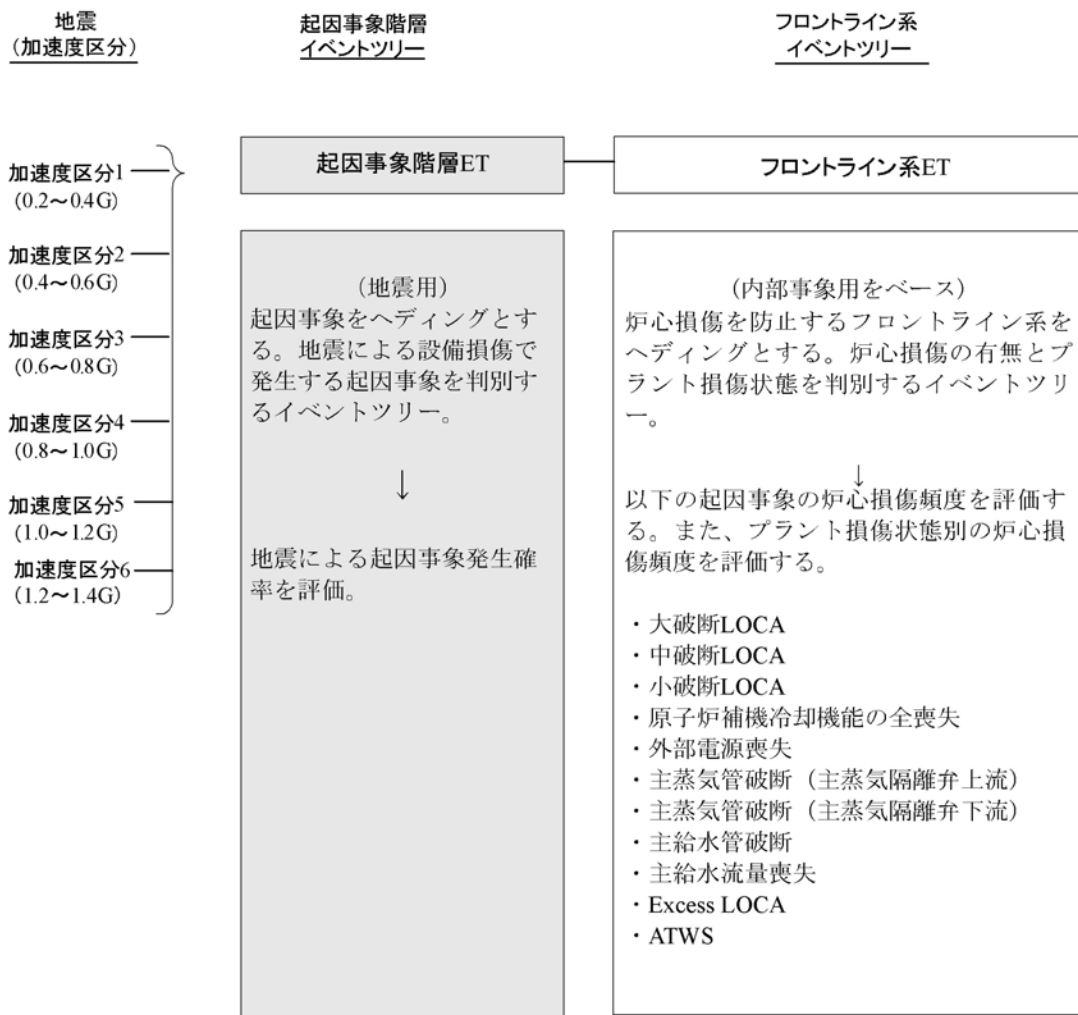 地震
（加速度区分）
起因事象階層
イベントツリー
フロントライン系
イベントツリー
加速度区分1
(0.2～0.4G)
加速度区分2
(0.4～0.6G)
加速度区分3
(0.6～0.8G)
加速度区分4
(0.8～1.0G)
加速度区分5
(1.0～1.2G)
加速度区分6
(1.2～1.4G)
起因事象階層ET
フロントライン系ET
（地震用）
起因事象をヘディングとす
る。地震による設備損傷で
発生する起因事象を判別す
るイベントツリー。
↓
地震による起因事象発生確
率を評価。
（内部事象用をベース）
炉心損傷を防止するフロントライン系を
ヘディングとする。炉心損傷の有無とプ
ラント損傷状態を判別するイベントツリ
ー。
↓
以下の起因事象の炉心損傷頻度を評価す
る。また、プラント損傷状態別の炉心損
傷頻度を評価する。
・大破断LOCA
・中破断LOCA
・小破断LOCA
・原子炉補機冷却機能の全喪失
・外部電源喪失
・主蒸気管破断（主蒸気隔離弁上流）
・主蒸気管破断（主蒸気隔離弁下流）
・主給水管破断
・主給水流量喪失
・Excess LOCA
・ATWS